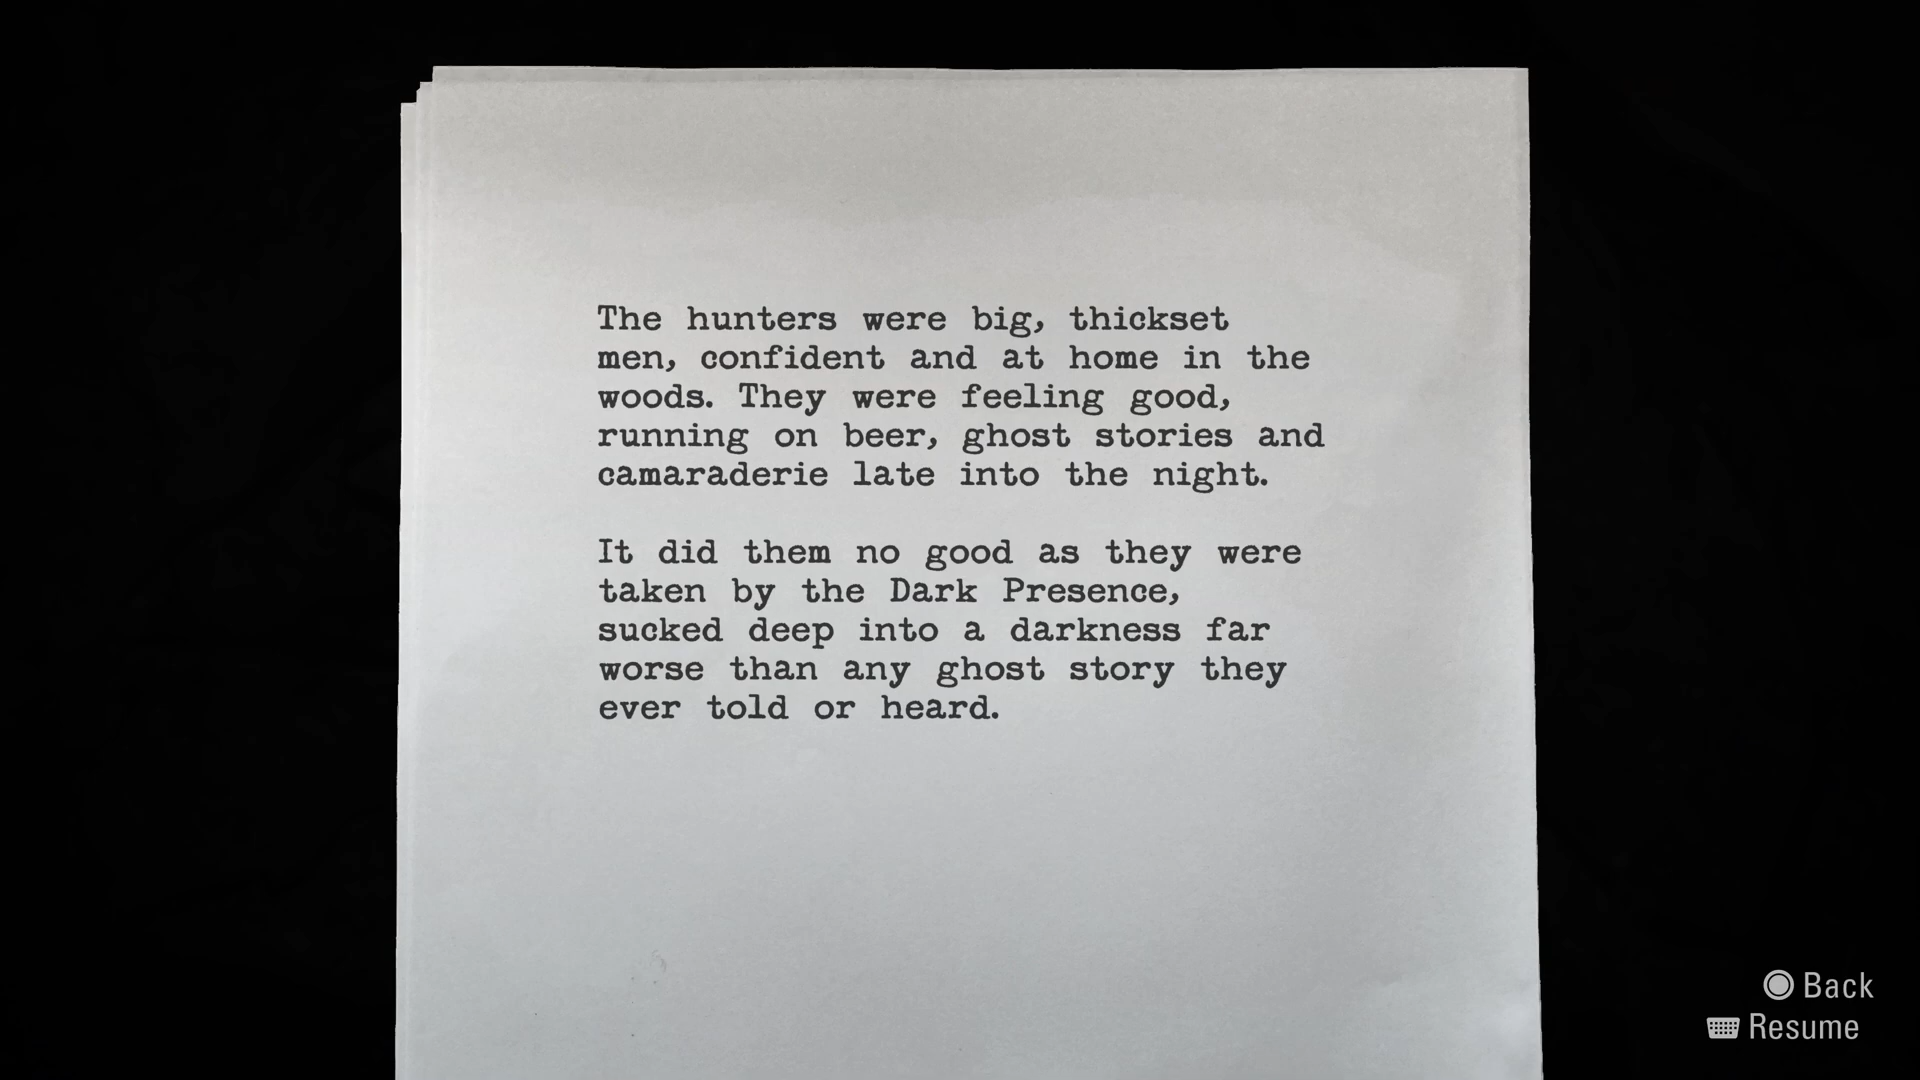 The hunters were big, thickset
men, confident and at home in the
woods. They were feeling good,
running on beer, ghost stories and
camaraderie late into the night.
It did them no good as they were
taken by the Dark Presence,
sucked deep into a darkness far
worse than any ghost story they
ever told or heard.
Back
Resume